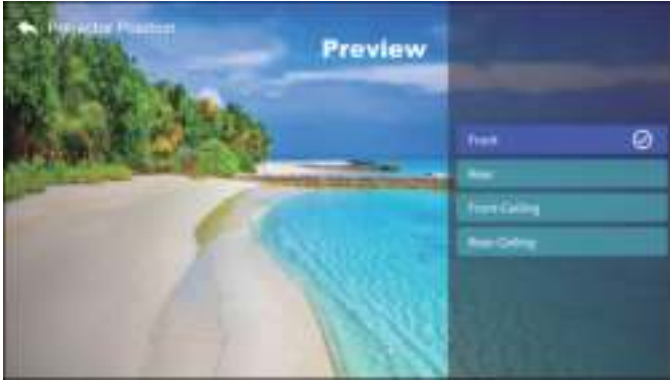 Projector Position
Preview
Front
Rear
Front Ceiling
Rear Ceiling